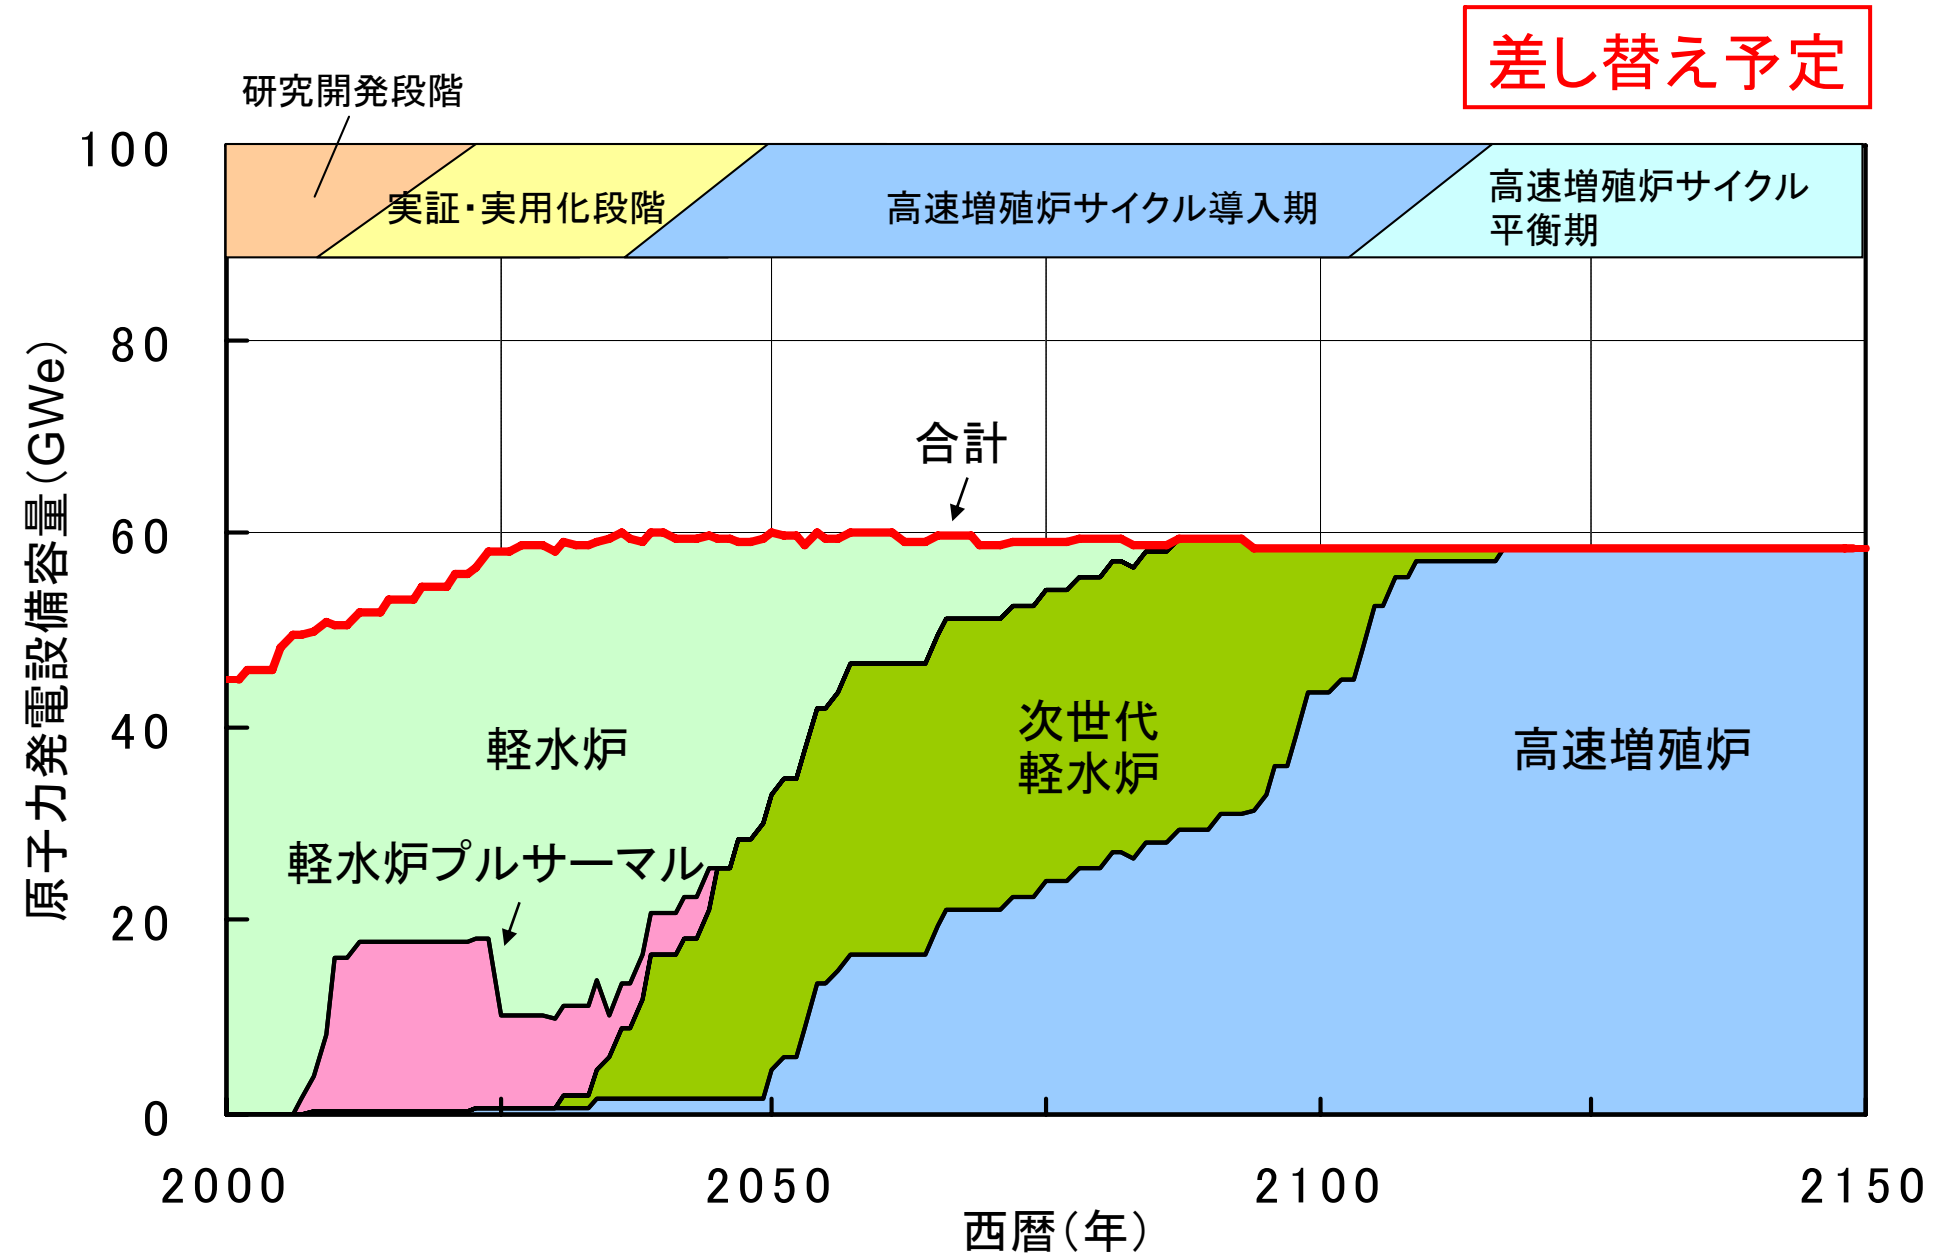 差し替え予定
研究開発段階
実証・実用化段階
高速増殖炉サイクル導入期
高速増殖炉サイクル
平衡期
原子力発電設備容量(GWe)
100
80
60
40
20
0
合計
軽水炉
次世代
軽水炉
高速増殖炉
軽水炉プルサーマル
2000
2050
2100
2150
西暦(年)